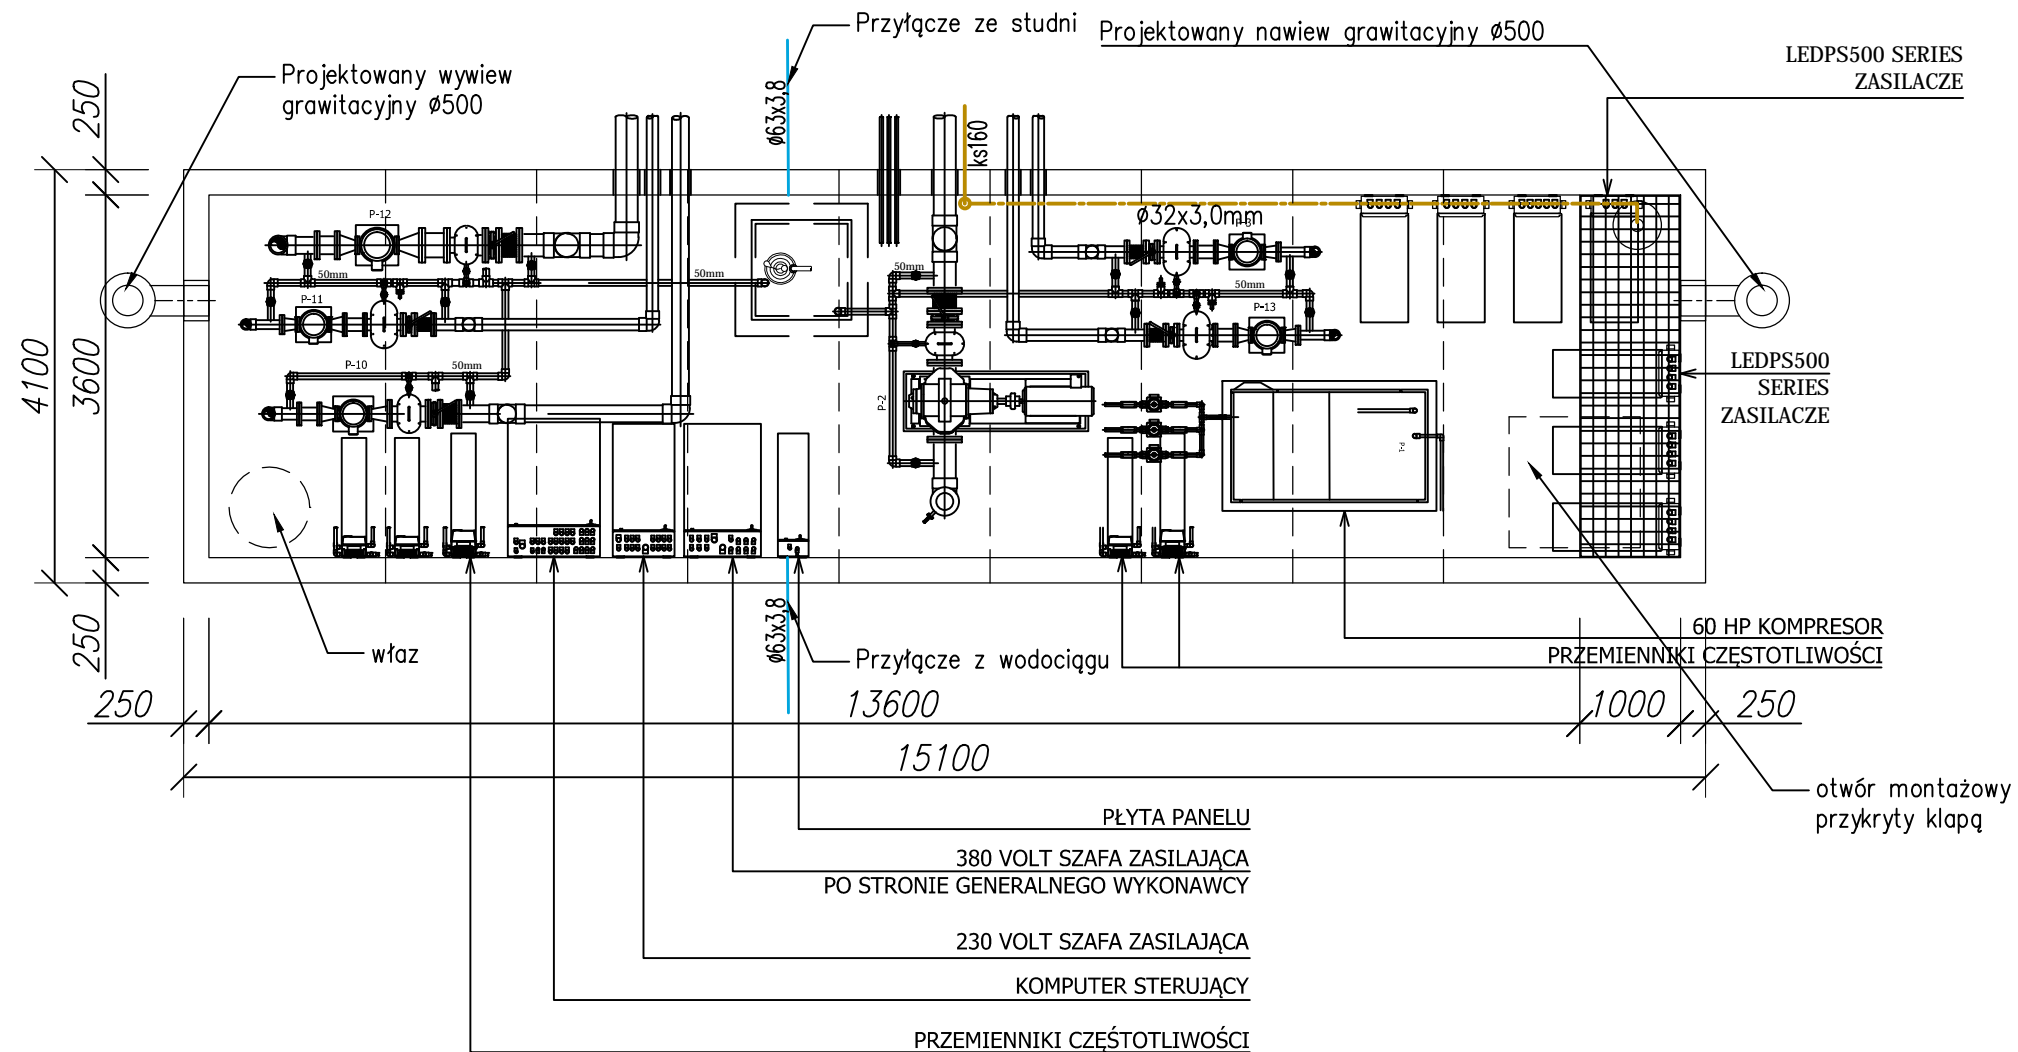 Przyłącze ze studni
Projektowany nawiew grawitacyjny ø500
LEDPS500 SERIES
ZASILACZE
Projektowany wywiew
grawitacyjny ø500
250
ø63x3,8
ks160
P-12
ø32x3,0mm
P-3
50mm
50mm
50mm
50mm
P-11
P-13
4100
3600
P-10
50mm
LEDPS500
SERIES
ZASILACZE
P-2
P-1
250
właz
ø63x3,8
Przyłącze z wodociągu
60 HP KOMPRESOR
PRZEMIENNIKI CZĘSTOTLIWOŚCI
250
13600
1000
250
15100
otwór montażowy
przykryty klapą
PŁYTA PANELU
380 VOLT SZAFA ZASILAJĄCA
PO STRONIE GENERALNEGO WYKONAWCY
230 VOLT SZAFA ZASILAJĄCA
KOMPUTER STERUJĄCY
PRZEMIENNIKI CZĘŚTOTLIWOŚCI